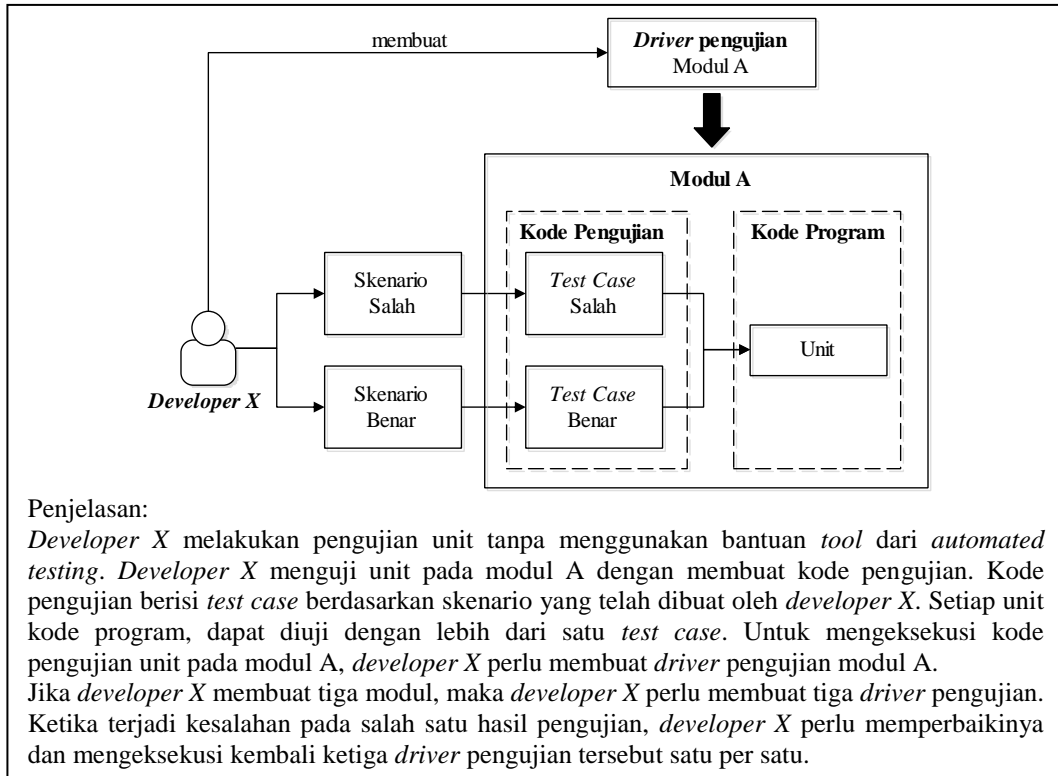 membuat
Driver pengujian
Modul A
Modul A
Kode Pengujian
Kode Program
Skenario
Salah
Test Case
Salah
Unit
Developer X
Skenario
Benar
Test Case
Benar
Penjelasan:
Developer X melakukan pengujian unit tanpa menggunakan bantuan tool dari automated
testing. Developer X menguji unit pada modul A dengan membuat kode pengujian. Kode
pengujian berisi test case berdasarkan skenario yang telah dibuat oleh developer X. Setiap unit
kode program, dapat diuji dengan lebih dari satu test case. Untuk mengeksekusi kode
pengujian unit pada modul A, developer X perlu membuat driver pengujian modul A.
Jika developer X membuat tiga modul, maka developer X perlu membuat tiga driver pengujian.
Ketika terjadi kesalahan pada salah satu hasil pengujian, developer X perlu memperbaikinya
dan mengeksekusi kembali ketiga driver pengujian tersebut satu per satu.